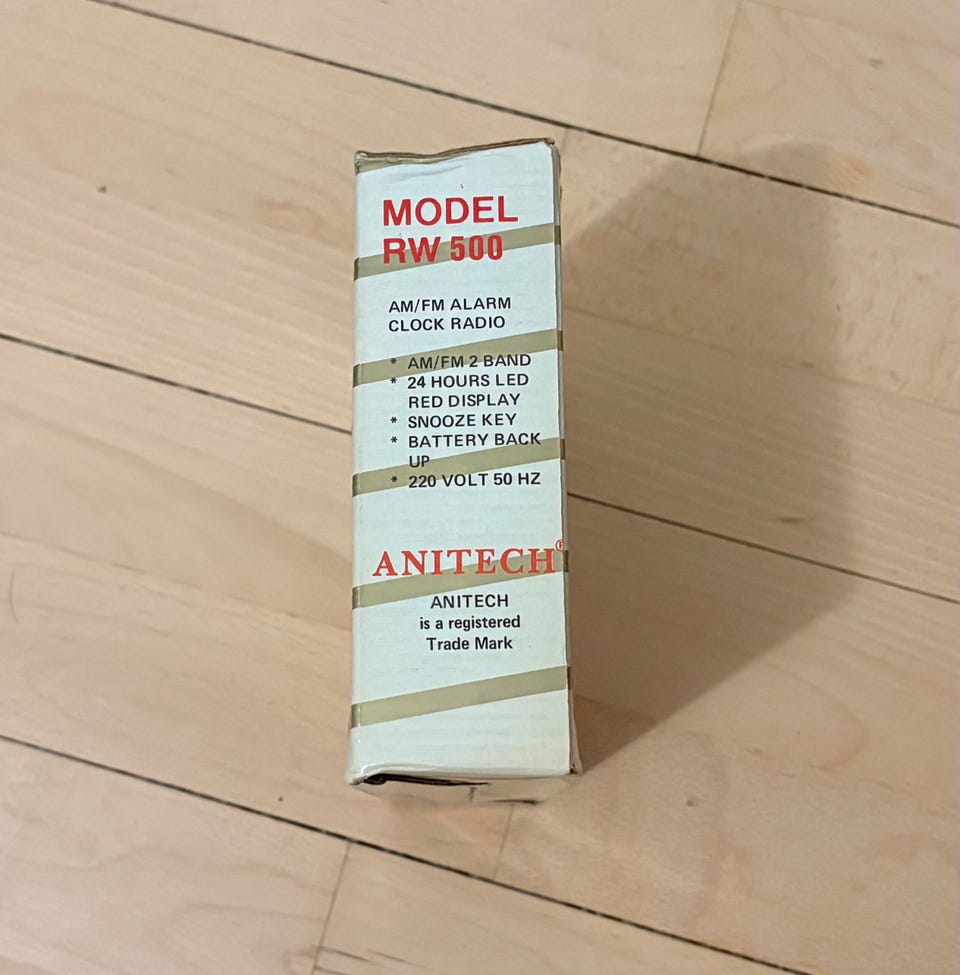 MODEL
RW 500
AM/FM ALARM
CLOCK RADIO
* AM/FM 2 BAND
* 24 HOURS LED
RED DISPLAY
* SNOOZE KEY
* BATTERY BACK
UP
* 220 VOLT 50 HZ
ANITECH®
ANITECH
is a registered
Trade Mark